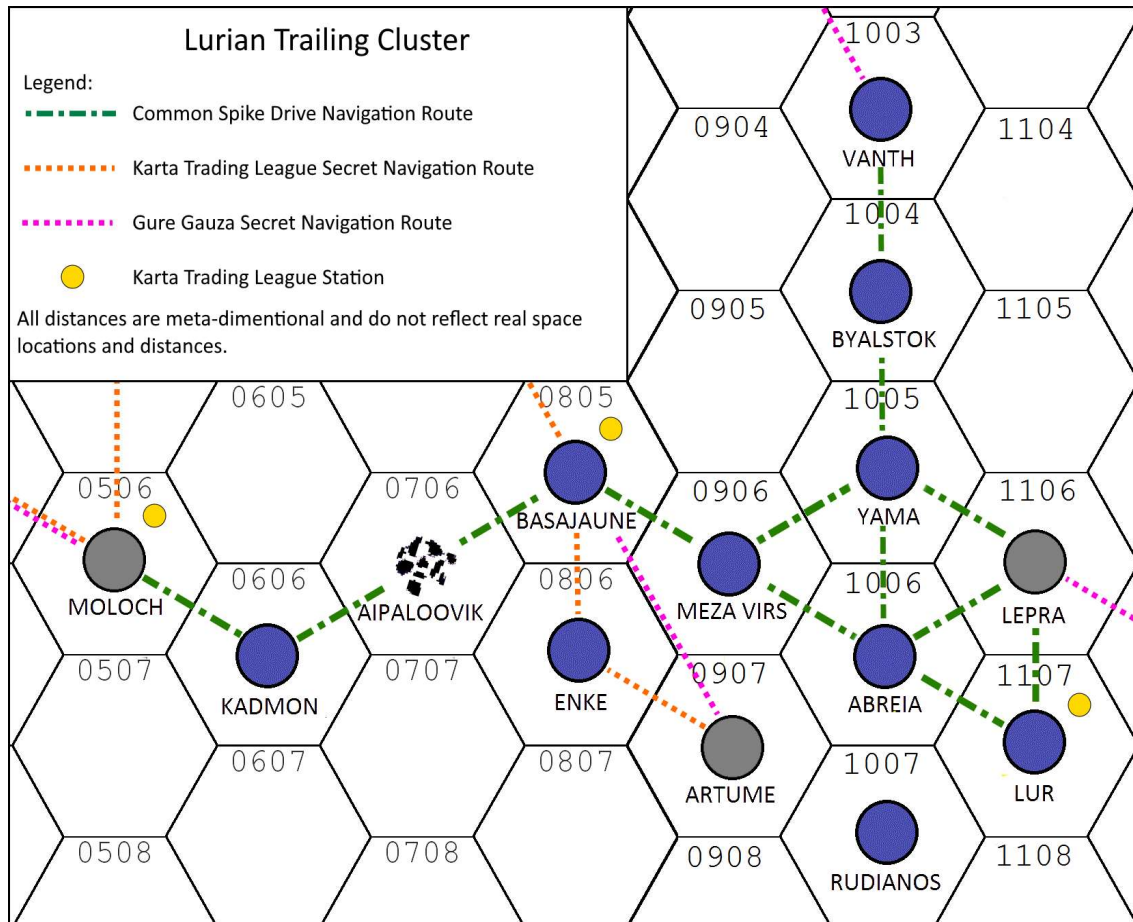 Lurian Trailing Cluster
Legend:
Common Spike Drive Navigation Route
Karta Trading League Secret Navigation Route
Gure Gauza Secret Navigation Route
Karta Trading League Station
All distances are meta-dimentional and do not reflect real space
locations and distances.
1003
0904
1104
VANTH
1004
0905
1105
BYALSTOK
0605
0805
1005
0506
0706
0906
1106
BASAJAUNE
YAMA
0606
0806
1006
MOLOCH
AIPALOOVIK
MEZA VIRS
LEPRA
0507
0707
0907
1107
KADMON
ENKE
ABREIA
0607
0807
1007
ARTUME
LUR
0508
0708
0908
1108
RUDIANOS